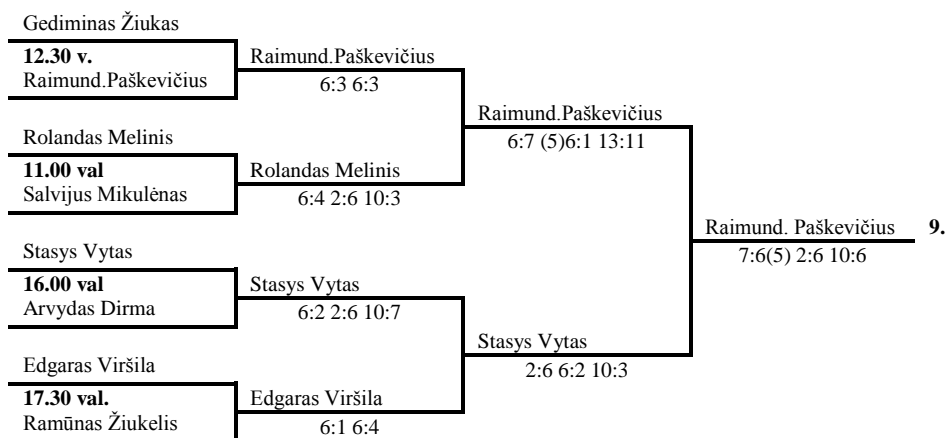 Gediminas Žiukas
12.30 v.
Raimund.Paškevičius
Raimund.Paškevičius
6:3 6:3
Raimund.Paškevičius
6:7 (5)6:1 13:11
Rolandas Melinis
11.00 val
Salvijus Mikulėnas
Rolandas Melinis
6:4 2:6 10:3
Raimund. Paškevičius 9.
7:6(5) 2:6 10:6
Stasys Vytas
16.00 val
Arvydas Dirma
Stasys Vytas
6:2 2:6 10:7
Stasys Vytas
2:6 6:2 10:3
Edgaras Viršila
17.30 val.
Ramūnas Žiukelis
Edgaras Viršila
6:1 6:4